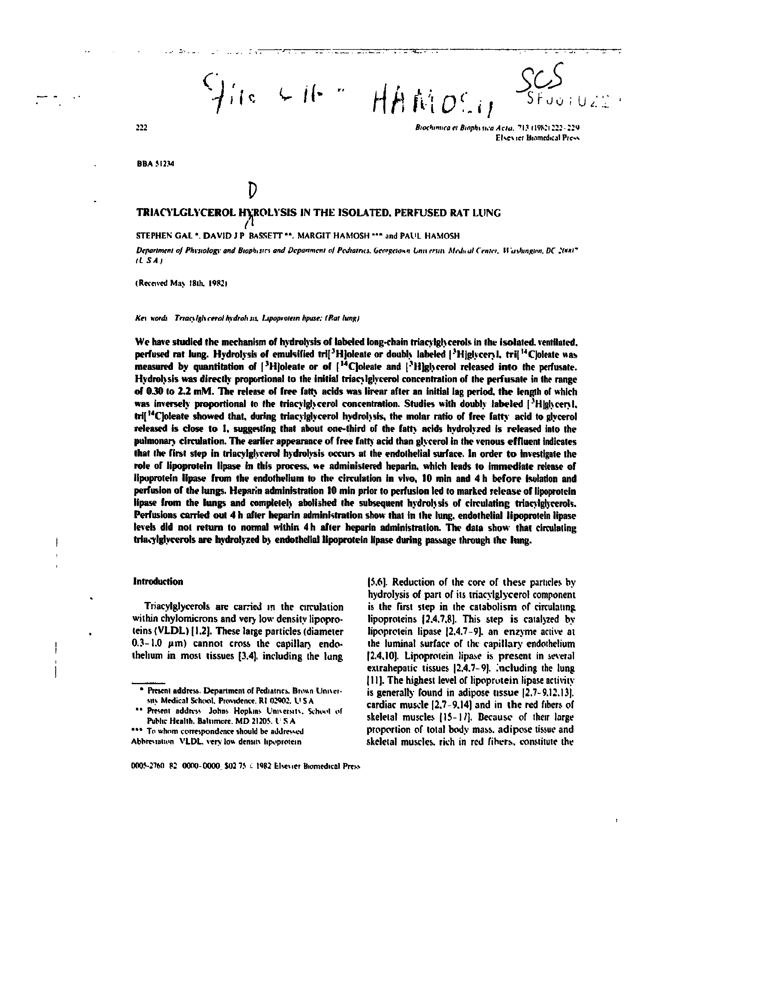 HAMOSH
SCS
222
Biochimica et Biophysica Acta, 713 (1982) 222-229
Elsevier Biomedical Press
BBA 51234
D
TRIACYLGLYCEROL HYROLYSIS IN THE ISOLATED, PERFUSED RAT LUNG
STEPHEN GAL *, DAVID J P BASSETT **, MARGIT HAMOSH *** and PAUL HAMOSH
Department of Physiology and Biophysics and Department of Pediatrics, Georgetown University Medical Center, Washington, DC
(U S A)
(Received May 18th, 1982)
Key words Triacylglycerol hydrolysis, Lipoprotein lipase; (Rat lung)
We have studied the mechanism of hydrolysis of labeled long-chain triacylglycerols in the isolated, ventilated,
perfused rat lung. Hydrolysis of emulsified tri[³H]oleate or doubly labeled [³H]glyceryl, tri[¹⁴C]oleate was
measured by quantitation of [³H]oleate or of [¹⁴C]oleate and [³H]glycerol released into the perfusate.
Hydrolysis was directly proportional to the initial triacylglycerol concentration of the perfusate in the range
of 0.30 to 2.2 mM. The release of free fatty acids was linear after an initial lag period, the length of which
was inversely proportional to the triacylglycerol concentration. Studies with doubly labeled [³H]glyceryl,
tri[¹⁴C]oleate showed that, during triacylglycerol hydrolysis, the molar ratio of free fatty acid to glycerol
released is close to 1, suggesting that about one-third of the fatty acids hydrolyzed is released into the
pulmonary circulation. The earlier appearance of free fatty acid than glycerol in the venous effluent indicates
that the first step in triacylglycerol hydrolysis occurs at the endothelial surface. In order to investigate the
role of lipoprotein lipase in this process, we administered heparin, which leads to immediate release of
lipoprotein lipase from the endothelium to the circulation in vivo, 10 min and 4 h before isolation and
perfusion of the lungs. Heparin administration 10 min prior to perfusion led to marked release of lipoprotein
lipase from the lungs and completely abolished the subsequent hydrolysis of circulating triacylglycerols.
Perfusions carried out 4 h after heparin administration show that in the lung, endothelial lipoprotein lipase
levels did not return to normal within 4 h after heparin administration. The data show that circulating
triacylglycerols are hydrolyzed by endothelial lipoprotein lipase during passage through the lung.
Introduction
Triacylglycerols are carried in the circulation
within chylomicrons and very low density lipopro-
teins (VLDL) [1,2]. These large particles (diameter
0.3-1.0 μm) cannot cross the capillary endo-
thelium in most tissues [3,4], including the lung
* Present address. Department of Pediatrics, Brown Univer-
sity Medical School, Providence, RI 02902, U S A
** Present address Johns Hopkins University, School of
Public Health, Baltimore, MD 21205, U S A
*** To whom correspondence should be addressed
Abbreviation VLDL, very low density lipoprotein
[5,6]. Reduction of the core of these particles by
hydrolysis of part of its triacylglycerol component
is the first step in the catabolism of circulating
lipoproteins [2,4,7,8]. This step is catalyzed by
lipoprotein lipase [2,4,7-9], an enzyme active at
the luminal surface of the capillary endothelium
[2,4,10]. Lipoprotein lipase is present in several
extrahepatic tissues [2,4,7-9], including the lung
[11]. The highest level of lipoprotein lipase activity
is generally found in adipose tissue [2,7-9,12,13],
cardiac muscle [2,7-9,14] and in the red fibers of
skeletal muscles [15-17]. Because of their large
proportion of total body mass, adipose tissue and
skeletal muscles, rich in red fibers, constitute the
0005-2760 82 0000-0000 $02 75 © 1982 Elsevier Biomedical Press